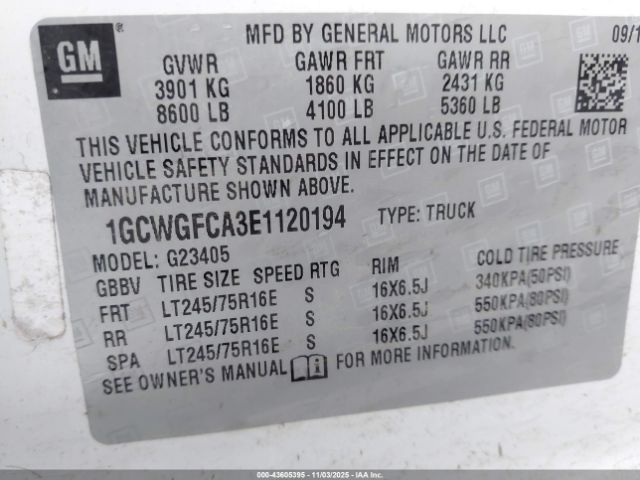 GM
MFD BY GENERAL MOTORS LLC 09/1
GVWR GAWR FRT GAWR RR
3901 KG 1860 KG 2431 KG
8600 LB 4100 LB 5360 LB
THIS VEHICLE CONFORMS TO ALL APPLICABLE U.S. FEDERAL MOTOR
VEHICLE SAFETY STANDARDS IN EFFECT ON THE DATE OF
MANUFACTURE SHOWN ABOVE.
1GCWGFCA3E1120194 TYPE: TRUCK
MODEL: G23405
GBBV TIRE SIZE SPEED RTG RIM COLD TIRE PRESSURE
FRT LT245/75R16E S 16X6.5J 340KPA(50PSI)
RR LT245/75R16E S 16X6.5J 550KPA(80PSI)
SPA LT245/75R16E S 16X6.5J 550KPA(80PSI)
SEE OWNER'S MANUAL FOR MORE INFORMATION.
000-43605395 - 11/03/2025 - IAAI.COM